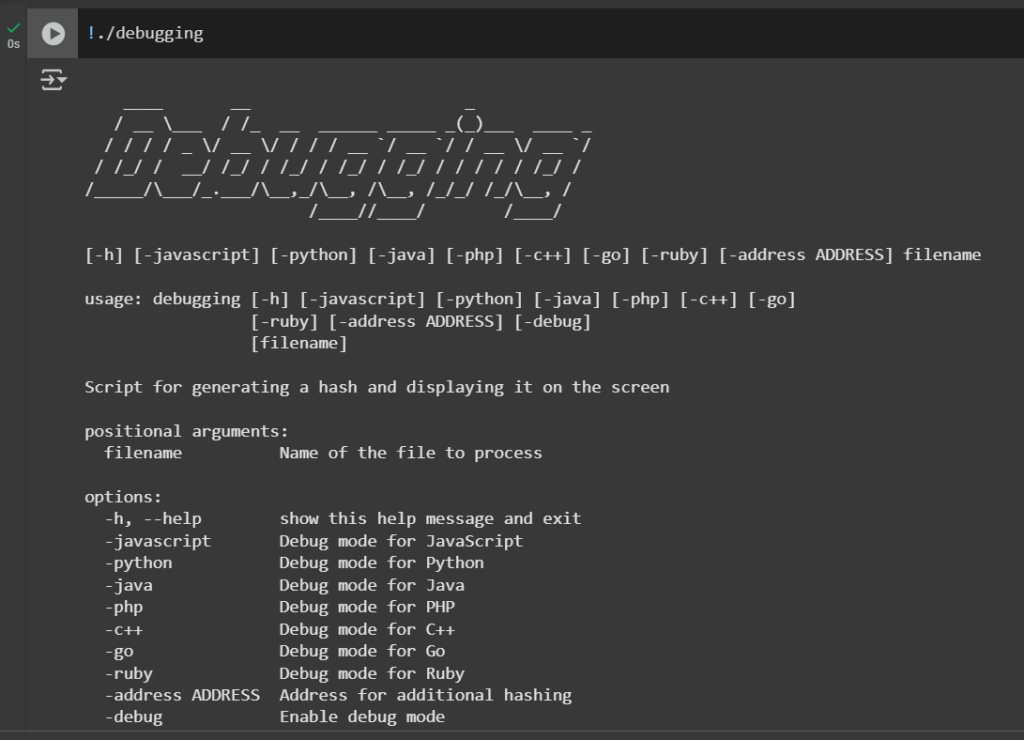 0s
!./debugging
Debugging
[-h] [-javascript] [-python] [-java] [-php] [-c++] [-go] [-ruby] [-address ADDRESS] filename
usage: debugging [-h] [-javascript] [-python] [-java] [-php] [-c++] [-go]
[-ruby] [-address ADDRESS] [-debug]
[filename]
Script for generating a hash and displaying it on the screen
positional arguments:
filename Name of the file to process
options:
-h, --help show this help message and exit
-javascript Debug mode for JavaScript
-python Debug mode for Python
-java Debug mode for Java
-php Debug mode for PHP
-c++ Debug mode for C++
-go Debug mode for Go
-ruby Debug mode for Ruby
-address ADDRESS Address for additional hashing
-debug Enable debug mode